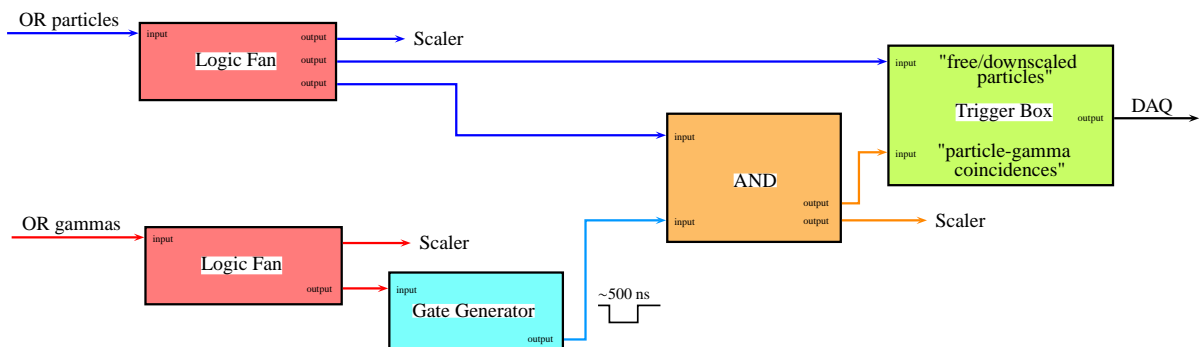 OR particles
input
output
Scaler
Logic Fan
output
output
input
"free/downscaled
particles"
Trigger Box
output
DAQ
input
"particle-gamma
coincidences"
input
AND
input
output
output
Scaler
OR gammas
input
output
Scaler
Logic Fan
output
input
Gate Generator
output
~500 ns